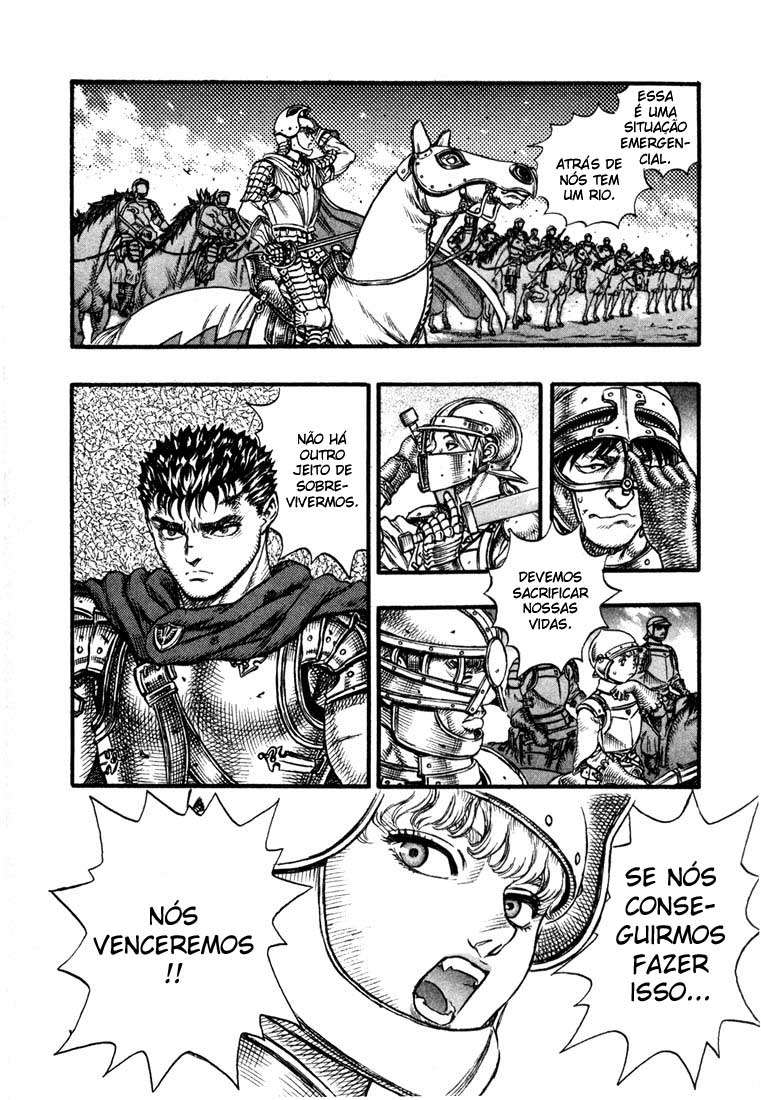 ESSA
É UMA
SITUAÇÃO
EMERGEN-
CIAL.
ATRÁS DE
NÓS TEM
UM RIO.
DEVEMOS
SACRIFICAR
NOSSAS
VIDAS.
NÃO HÁ
OUTRO
JEITO DE
SOBRE-
VIVERMOS.
SE NÓS
CONSE-
GUIRMOS
FAZER
ISSO...
NÓS
VENCEREMOS
!!